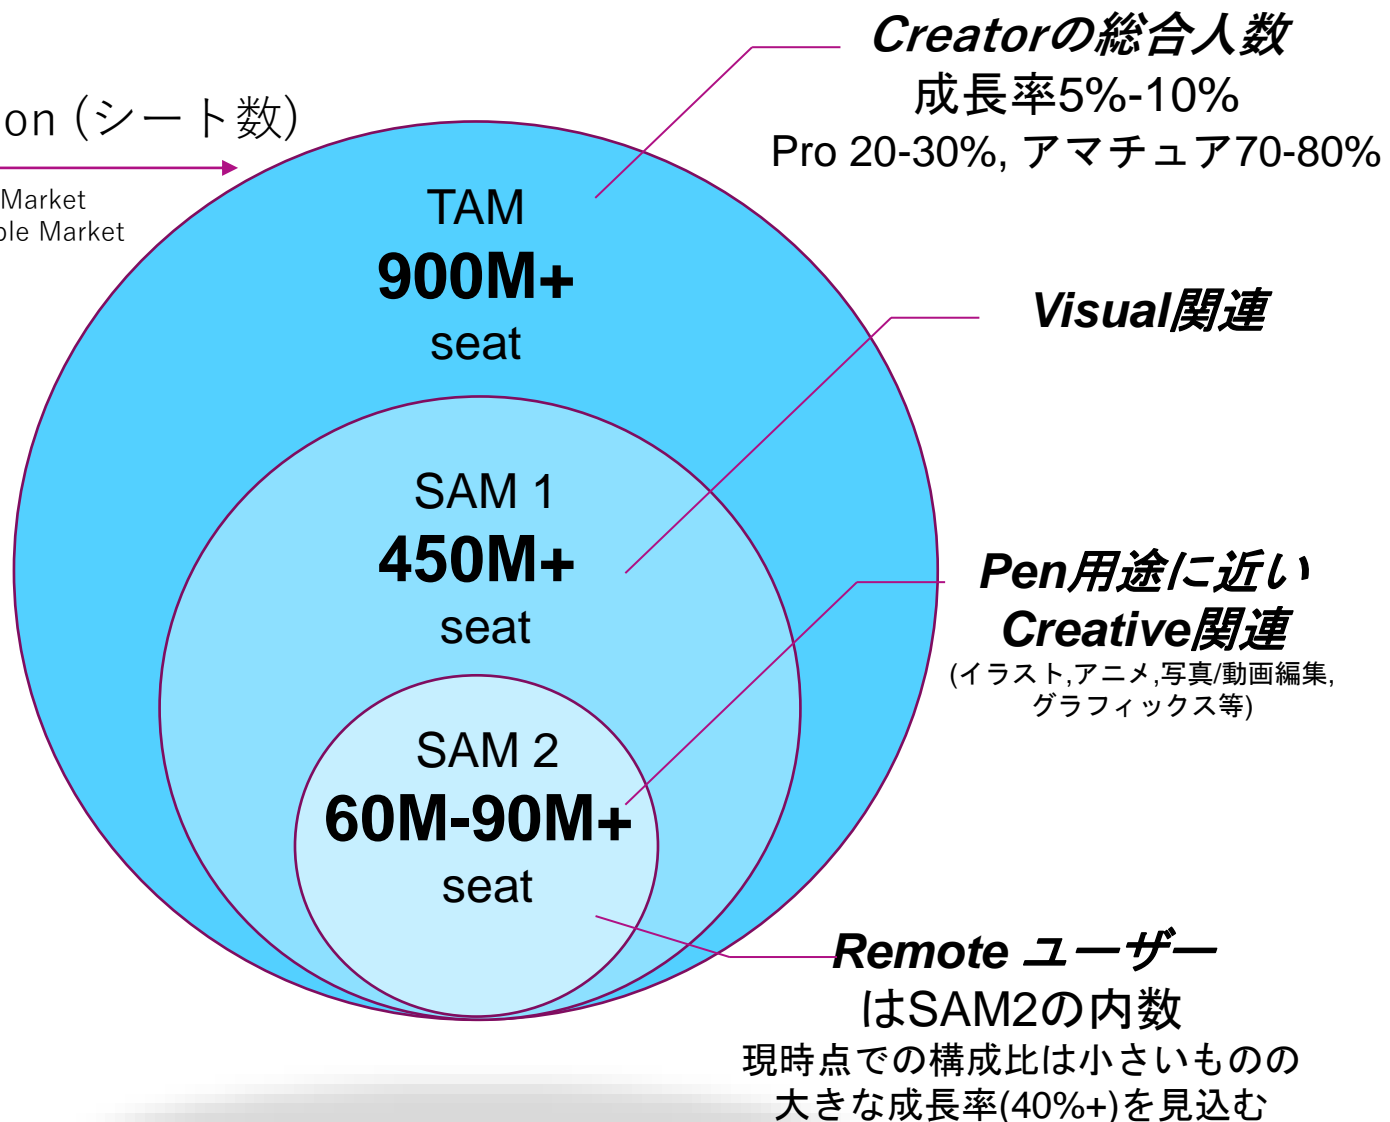 Creatorの総合人数
成長率5%-10%
Pro 20-30%, アマチュア70-80%
on (シート数)
Market
ble Market
TAM
900M+
seat
Visual関連
SAM 1
450M+
seat
Pen用途に近い
Creative関連
(イラスト,アニメ,写真/動画編集,
グラフィックス等)
SAM 2
60M-90M+
seat
Remote ユーザー
はSAM2の内数
現時点での構成比は小さいものの
大きな成長率(40%+)を見込む